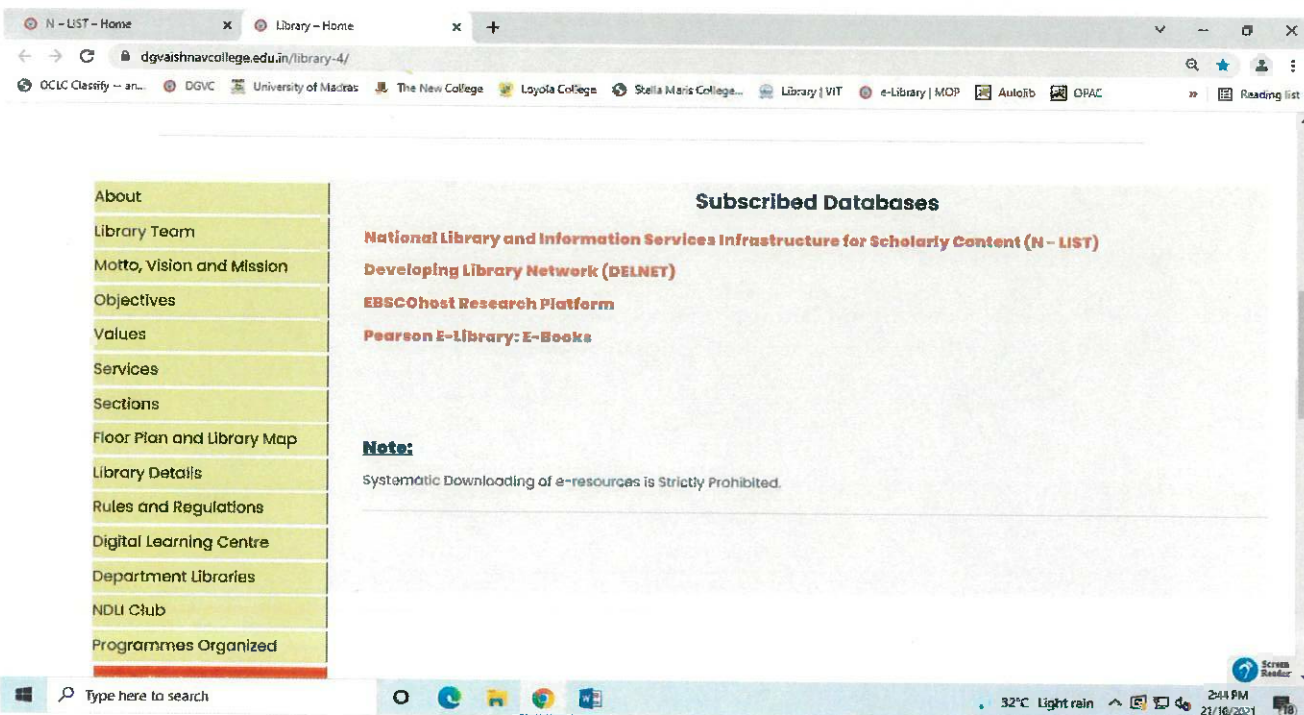 N – LIST – Home
Library – Home
dgvaishnavcollege.edu.in/library-4/
OCLC Classify -- an...
DGVC
University of Madras
The New College
Loyola College
Stella Maris College...
Library | VIT
e-Library | MOP
Autolib
OPAC
»
Reading list
About
Library Team
Motto, Vision and Mission
Objectives
Values
Services
Sections
Floor Plan and Library Map
Library Details
Rules and Regulations
Digital Learning Centre
Department Libraries
NDLI Club
Programmes Organized
Subscribed Databases
National Library and Information Services Infrastructure for Scholarly Content (N – LIST)
Developing Library Network (DELNET)
EBSCOhost Research Platform
Pearson E-Library: E-Books
Note:
Systematic Downloading of e-resources is Strictly Prohibited.
Screen
Reader
Type here to search
32°C Light rain
2:44 PM
21/10/2021